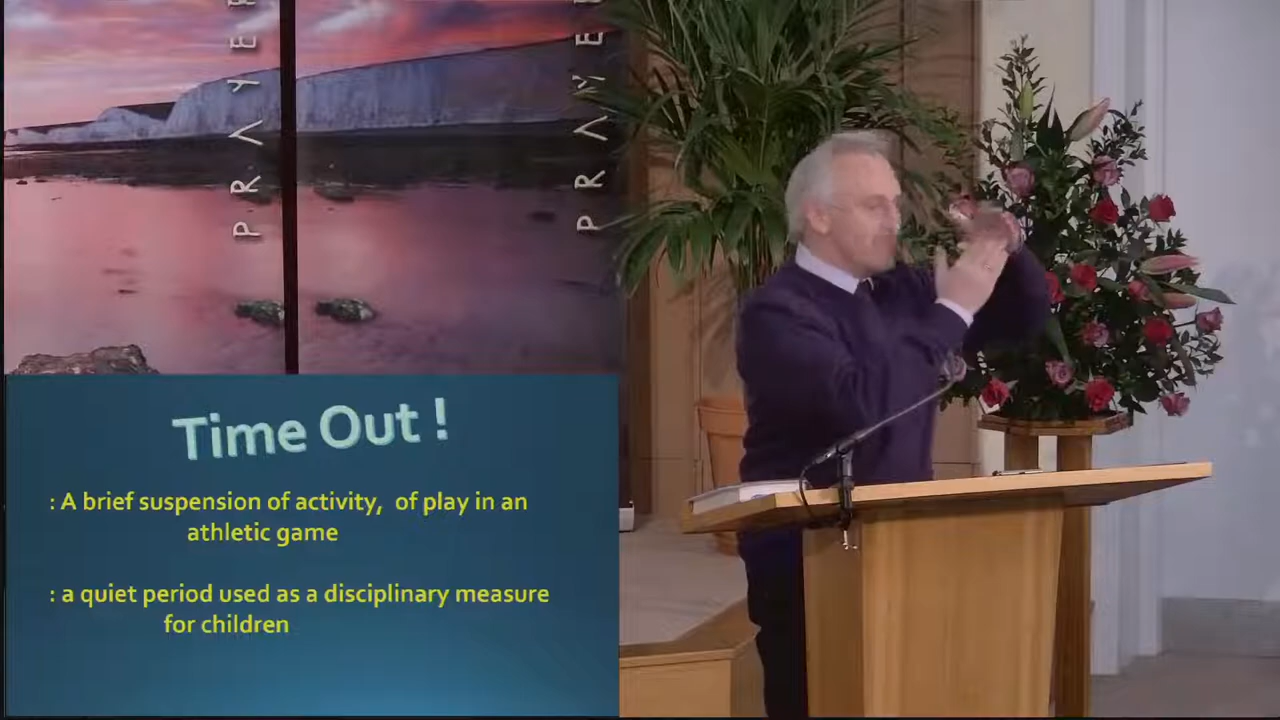 PRAYER
PRAYER
Time Out !
: A brief suspension of activity,  of play in an
athletic game
: a quiet period used as a disciplinary measure
for children